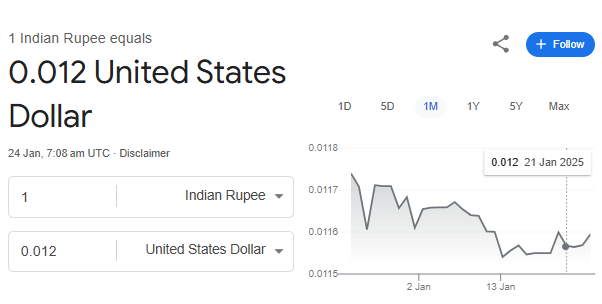 1 Indian Rupee equals
0.012 United States
Dollar
24 Jan, 7:08 am UTC · Disclaimer
1 Indian Rupee
0.012 United States Dollar
+ Follow
1D 5D 1M 1Y 5Y Max
0.012 21 Jan 2025
0.0118
0.0117
0.0116
0.0115
2 Jan 13 Jan